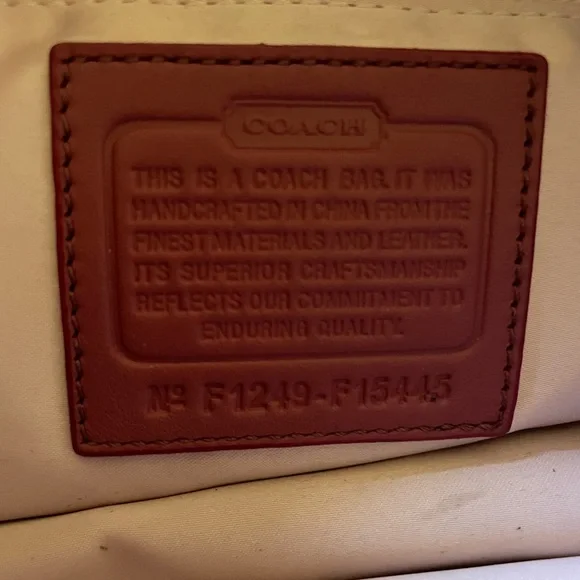 COACH
THIS IS A COACH BAG. IT WAS
HANDCRAFTED IN CHINA FROM THE
FINEST MATERIALS AND LEATHER.
ITS SUPERIOR CRAFTSMANSHIP
REFLECTS OUR COMMITMENT TO
ENDURING QUALITY.
Nº F1249-F15445